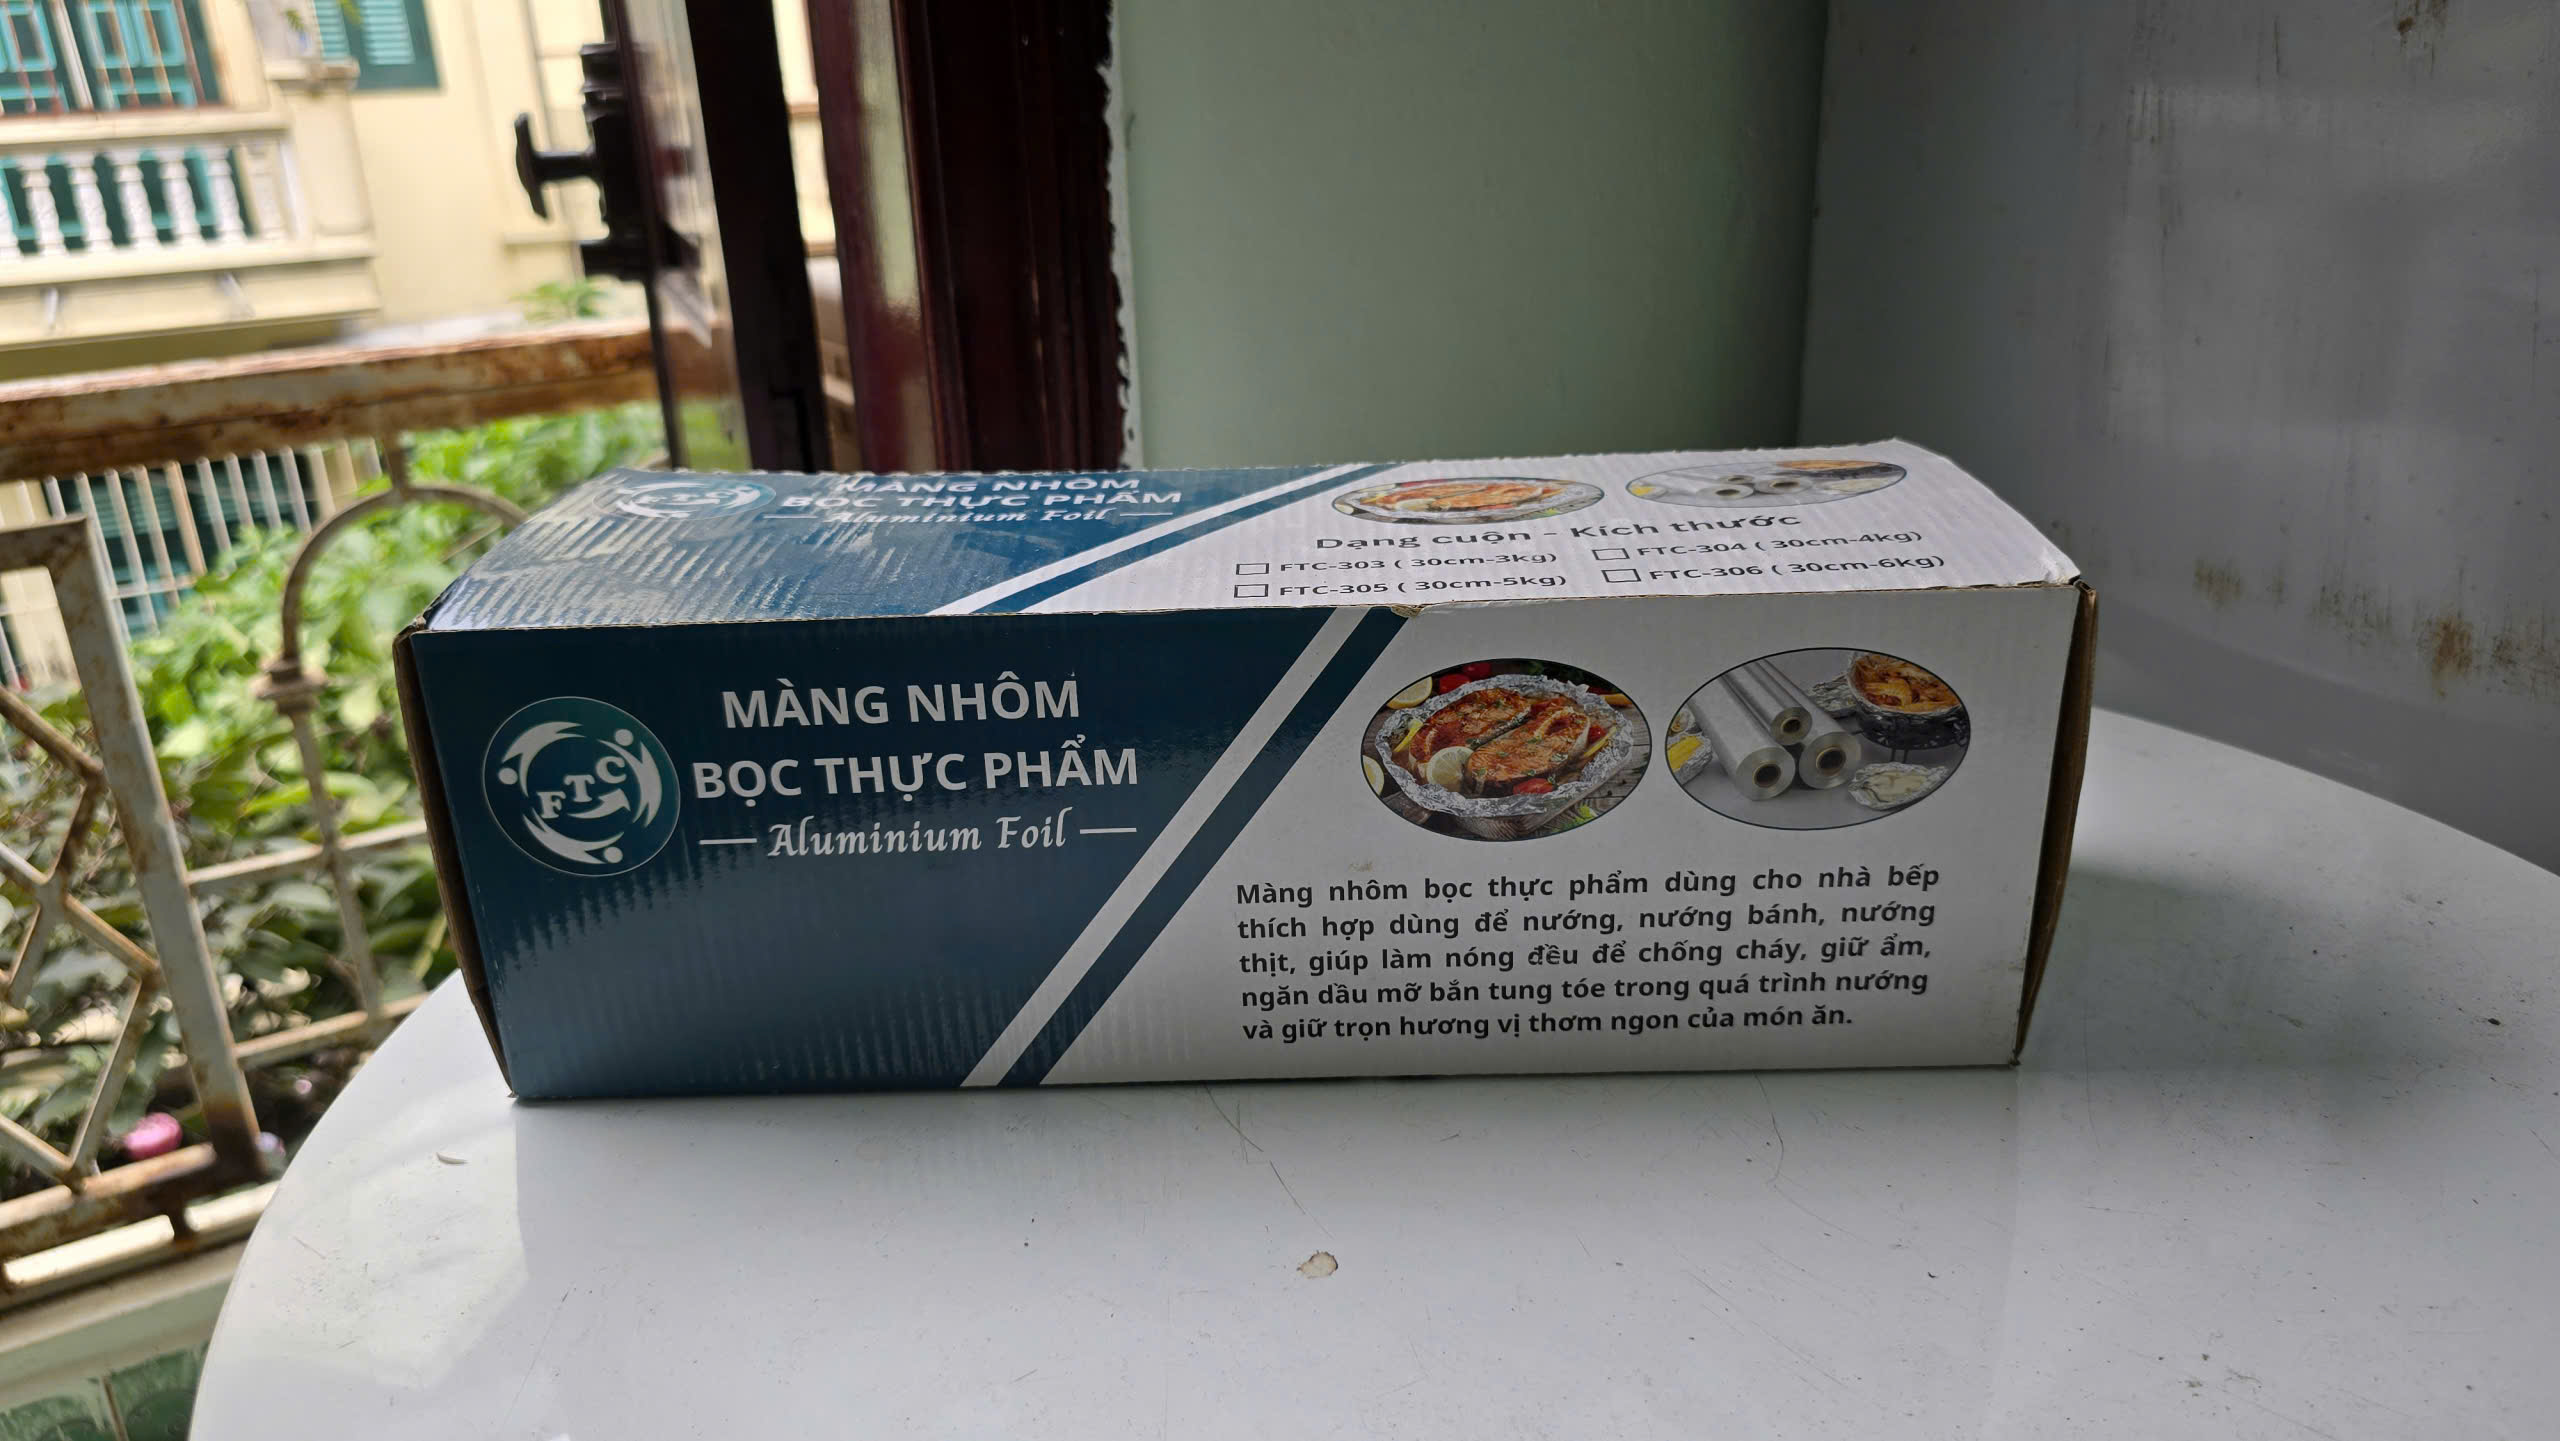 FTC
MÀNG NHÔM
BỌC THỰC PHẨM
Aluminium Foil
Dạng cuộn - Kích thước
FTC-303 ( 30cm-3kg)
FTC-304 ( 30cm-4kg)
FTC-305 ( 30cm-5kg)
FTC-306 ( 30cm-6kg)
FTC
MÀNG NHÔM
BỌC THỰC PHẨM
Aluminium Foil
Màng nhôm bọc thực phẩm dùng cho nhà bếp
thích hợp dùng để nướng, nướng bánh, nướng
thịt, giúp làm nóng đều để chống cháy, giữ ẩm,
ngăn dầu mỡ bắn tung tóe trong quá trình nướng
và giữ trọn hương vị thơm ngon của món ăn.